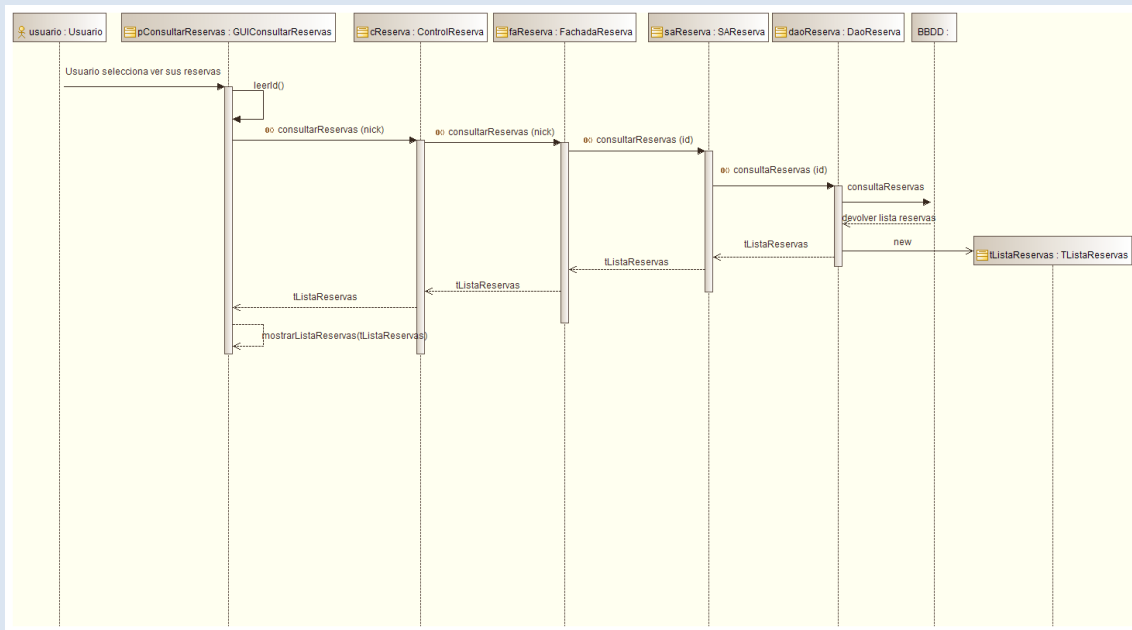 usuario : Usuario
pConsultarReservas : GUIConsultarReservas
cReserva : ControlReserva
faReserva : FachadaReserva
saReserva : SAReserva
daoReserva : DaoReserva
BBDD :
Usuario selecciona ver sus reservas
leerId()
consultarReservas (nick)
consultarReservas (nick)
consultarReservas (id)
consultaReservas (id)
consultaReservas
devolver lista reservas
new
tListaReservas : TListaReservas
tListaReservas
tListaReservas
tListaReservas
tListaReservas
mostrarListaReservas(tListaReservas)